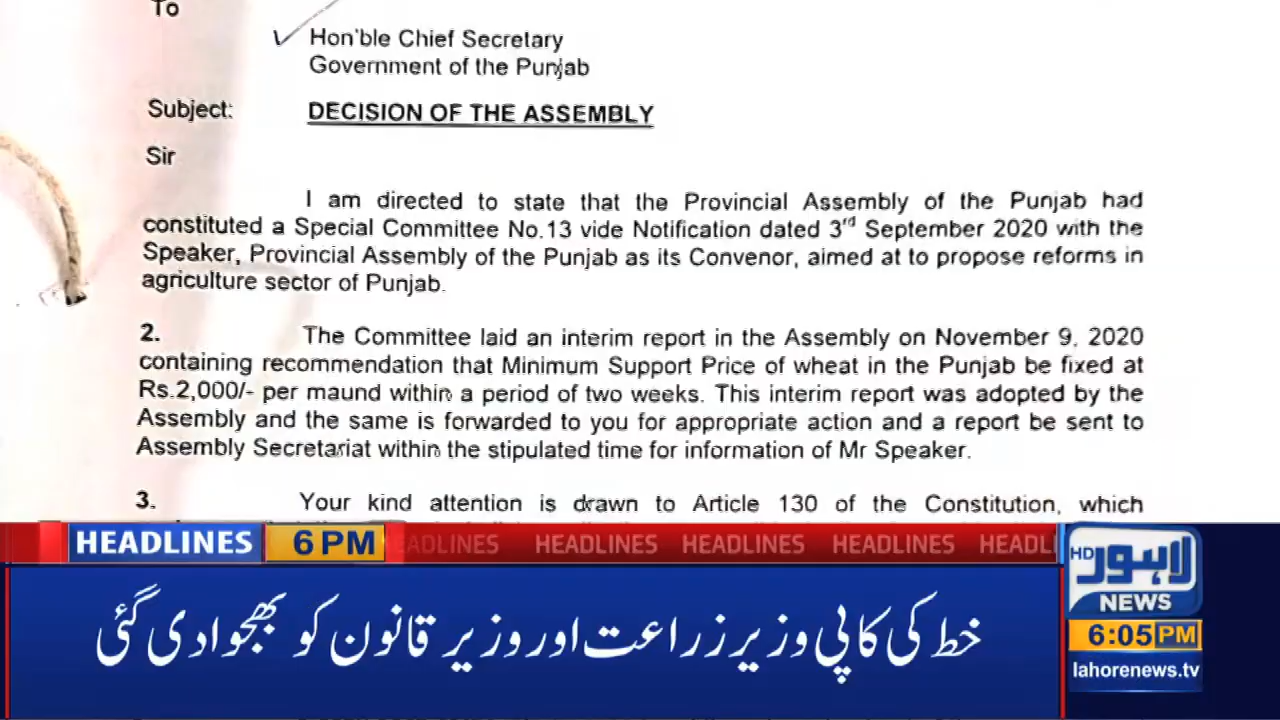 To
Hon'ble Chief Secretary
Government of the Punjab
Subject: DECISION OF THE ASSEMBLY
Sir
I am directed to state that the Provincial Assembly of the Punjab had
constituted a Special Committee No.13 vide Notification dated 3rd September 2020 with the
Speaker, Provincial Assembly of the Punjab as its Convenor, aimed at to propose reforms in
agriculture sector of Punjab.
2. The Committee laid an interim report in the Assembly on November 9, 2020
containing recommendation that Minimum Support Price of wheat in the Punjab be fixed at
Rs.2,000/- per maund within a period of two weeks. This interim report was adopted by the
Assembly and the same is forwarded to you for appropriate action and a report be sent to
Assembly Secretariat within the stipulated time for information of Mr Speaker.
3. Your kind attention is drawn to Article 130 of the Constitution, which
HEADLINES 6 PM ADLINES HEADLINES HEADLINES HEADLINES HEADL
خط کی کاپی وزیر زراعت اور وزیر قانون کو بھجوا دی گئی
HD لاہور
NEWS
6:05 PM
lahorenews.tv